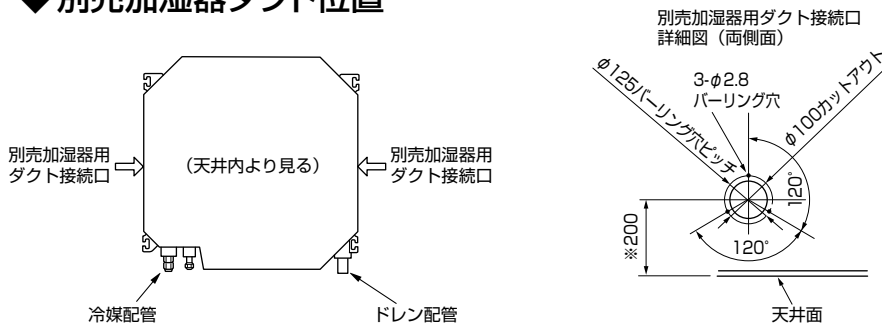 ◆別売加湿器ダクト位置
別売加湿器用
ダクト接続口
(天井内より見る)
別売加湿器用
ダクト接続口
冷媒配管
ドレン配管
別売加湿器用ダクト接続口
詳細図（両側面）
φ125バーリング穴ピッチ
3-φ2.8
バーリング穴
φ100カットアウト
120°
120°
※200
天井面